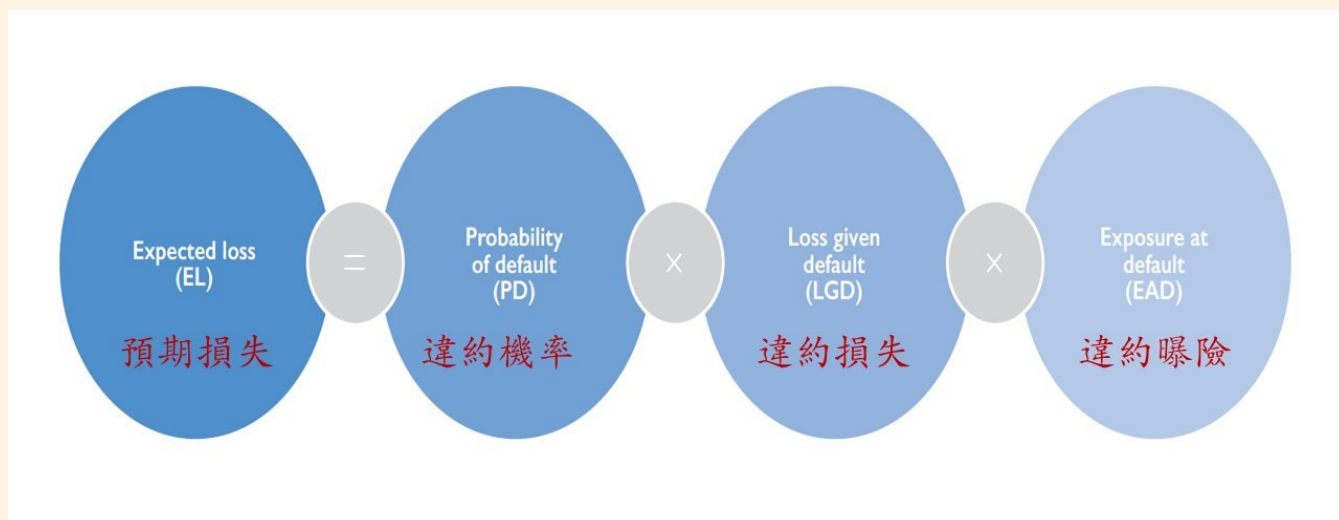 Expected loss
(EL)
預期損失
=
Probability
of default
(PD)
違約機率
×
Loss given
default
(LGD)
違約損失
×
Exposure at
default
(EAD)
違約曝險